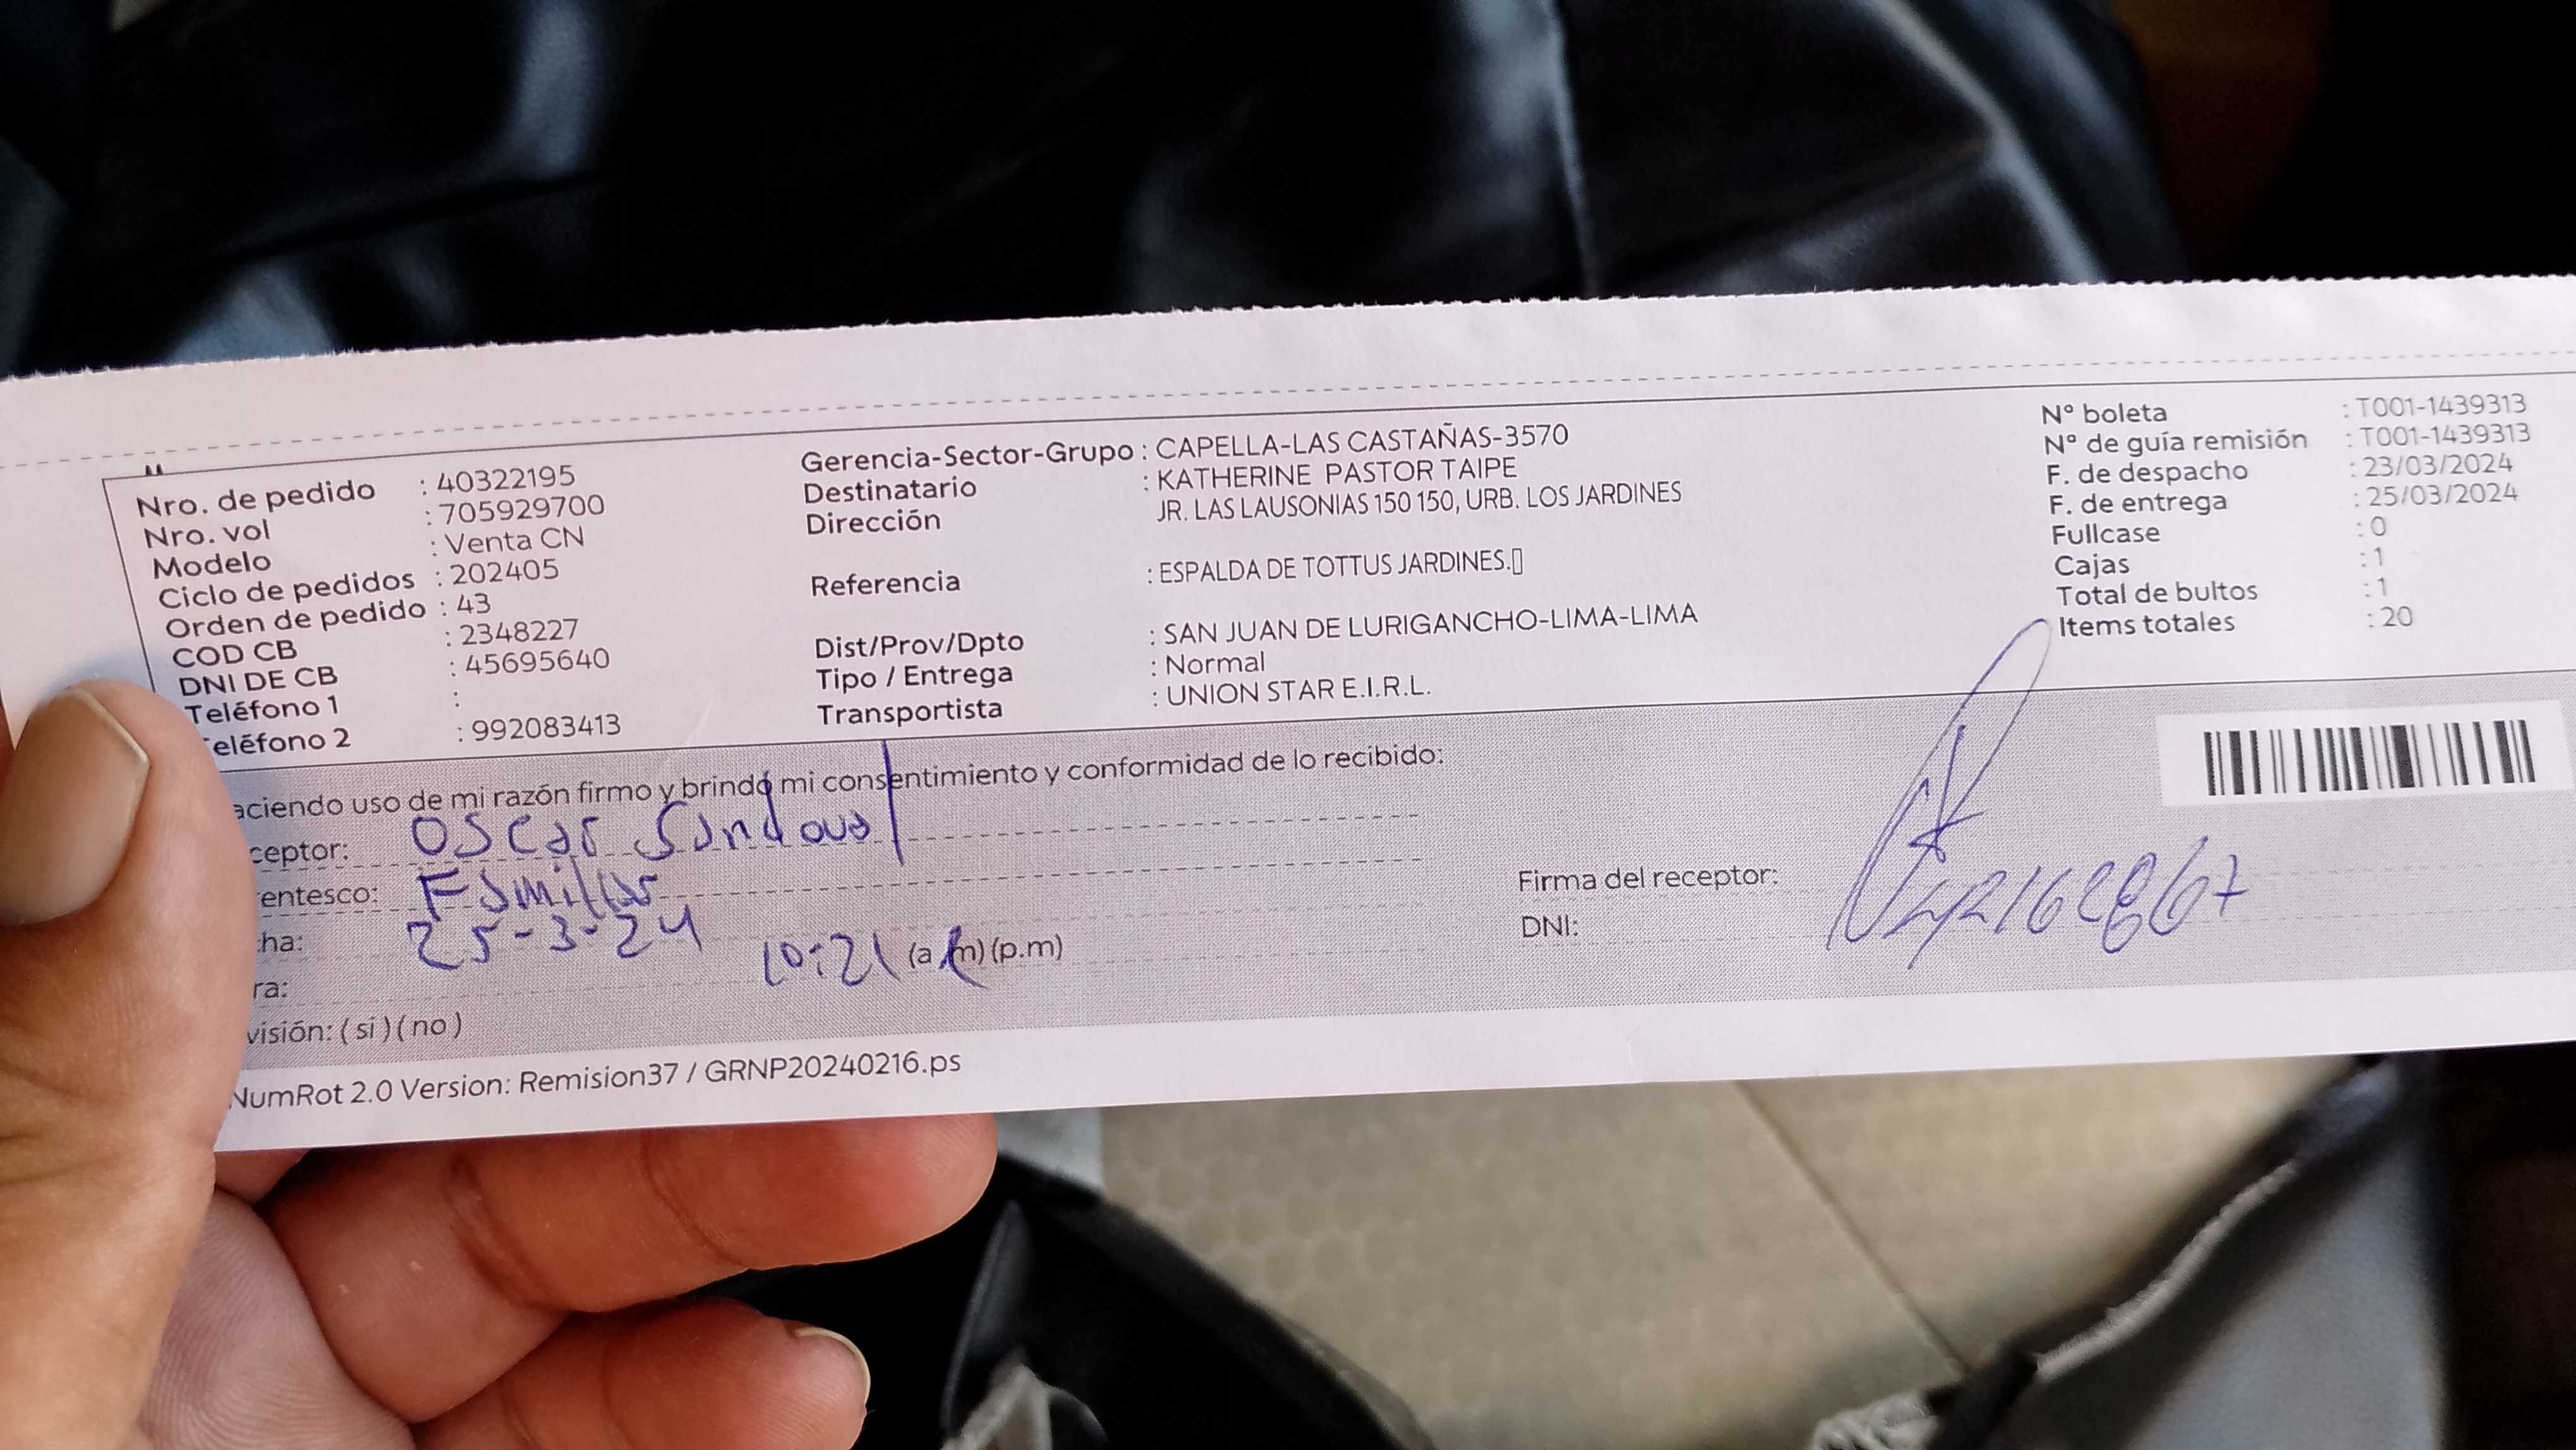 Nro. de pedido : 40322195
Nro. vol : 705929700
Modelo : Venta CN
Ciclo de pedidos : 202405
Orden de pedido : 43
COD CB : 2348227
DNI DE CB : 45695640
Teléfono 1 :
eléfono 2 : 992083413
Gerencia-Sector-Grupo : CAPELLA-LAS CASTAÑAS-3570
Destinatario : KATHERINE PASTOR TAIPE
Dirección JR. LAS LAUSONIAS 150 150, URB. LOS JARDINES
Referencia : ESPALDA DE TOTTUS JARDINES.▯
Dist/Prov/Dpto : SAN JUAN DE LURIGANCHO-LIMA-LIMA
Tipo / Entrega : Normal
Transportista : UNION STAR E.I.R.L.
N° boleta : T001-1439313
N° de guía remisión : T001-1439313
F. de despacho : 23/03/2024
F. de entrega : 25/03/2024
Fullcase : 0
Cajas : 1
Total de bultos : 1
Items totales : 20
aciendo uso de mi razón firmo y brindo mi consentimiento y conformidad de lo recibido:
ceptor: Oscar Sandoval
entesco: Familiar
ha: 25-3-24
ra: 10:21 (a.m) (p.m)
visión: ( si ) ( no )
Firma del receptor:
DNI:
NumRot 2.0 Version: Remision37 / GRNP20240216.ps